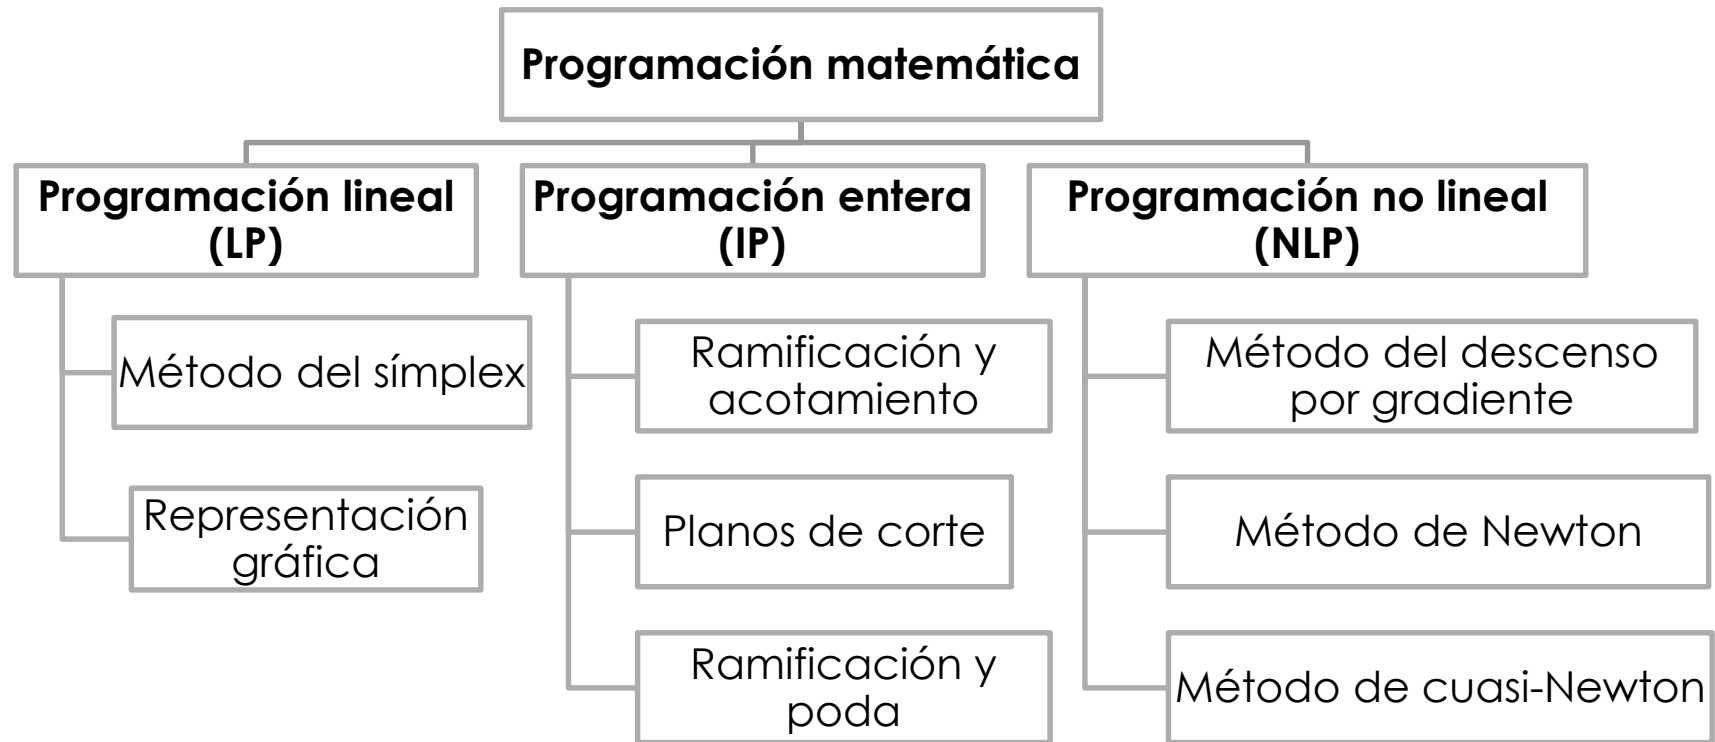 Programación matemática
Programación lineal
(LP)
Método del símplex
Representación
gráfica
Programación entera
(IP)
Ramificación y
acotamiento
Planos de corte
Ramificación y
poda
Programación no lineal
(NLP)
Método del descenso
por gradiente
Método de Newton
Método de cuasi-Newton